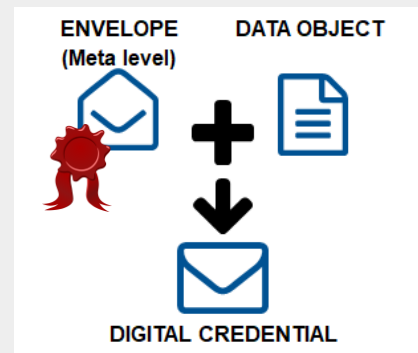 ENVELOPE
(Meta level)
DATA OBJECT
DIGITAL CREDENTIAL